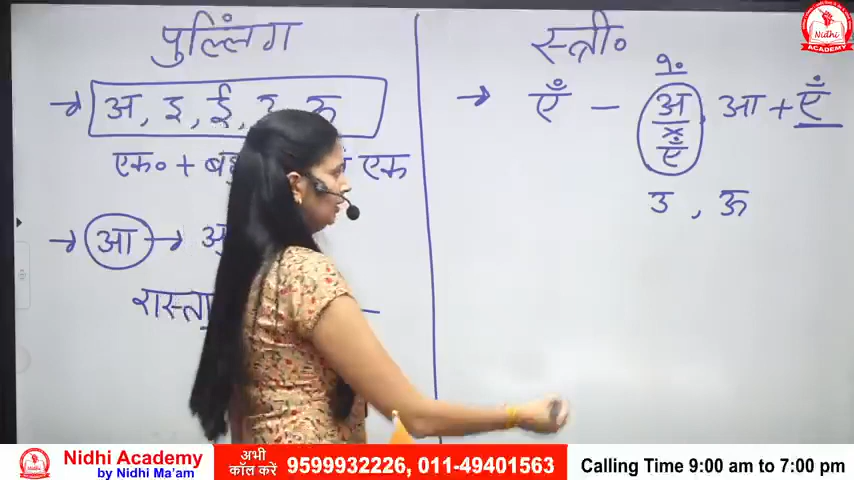 पुल्लिंग
→ अ, इ, ई, उ, ऊ
एक० + एक
→ आ →
रास्ता
स्त्री०
१०
→ एँ – अ, आ + एँ
×
एँ
उ, ऊ
Nidhi
ACADEMY
Nidhi Academy
by Nidhi Ma'am
अभी
कॉल करें
9599932226, 011-49401563
Calling Time 9:00 am to 7:00 pm